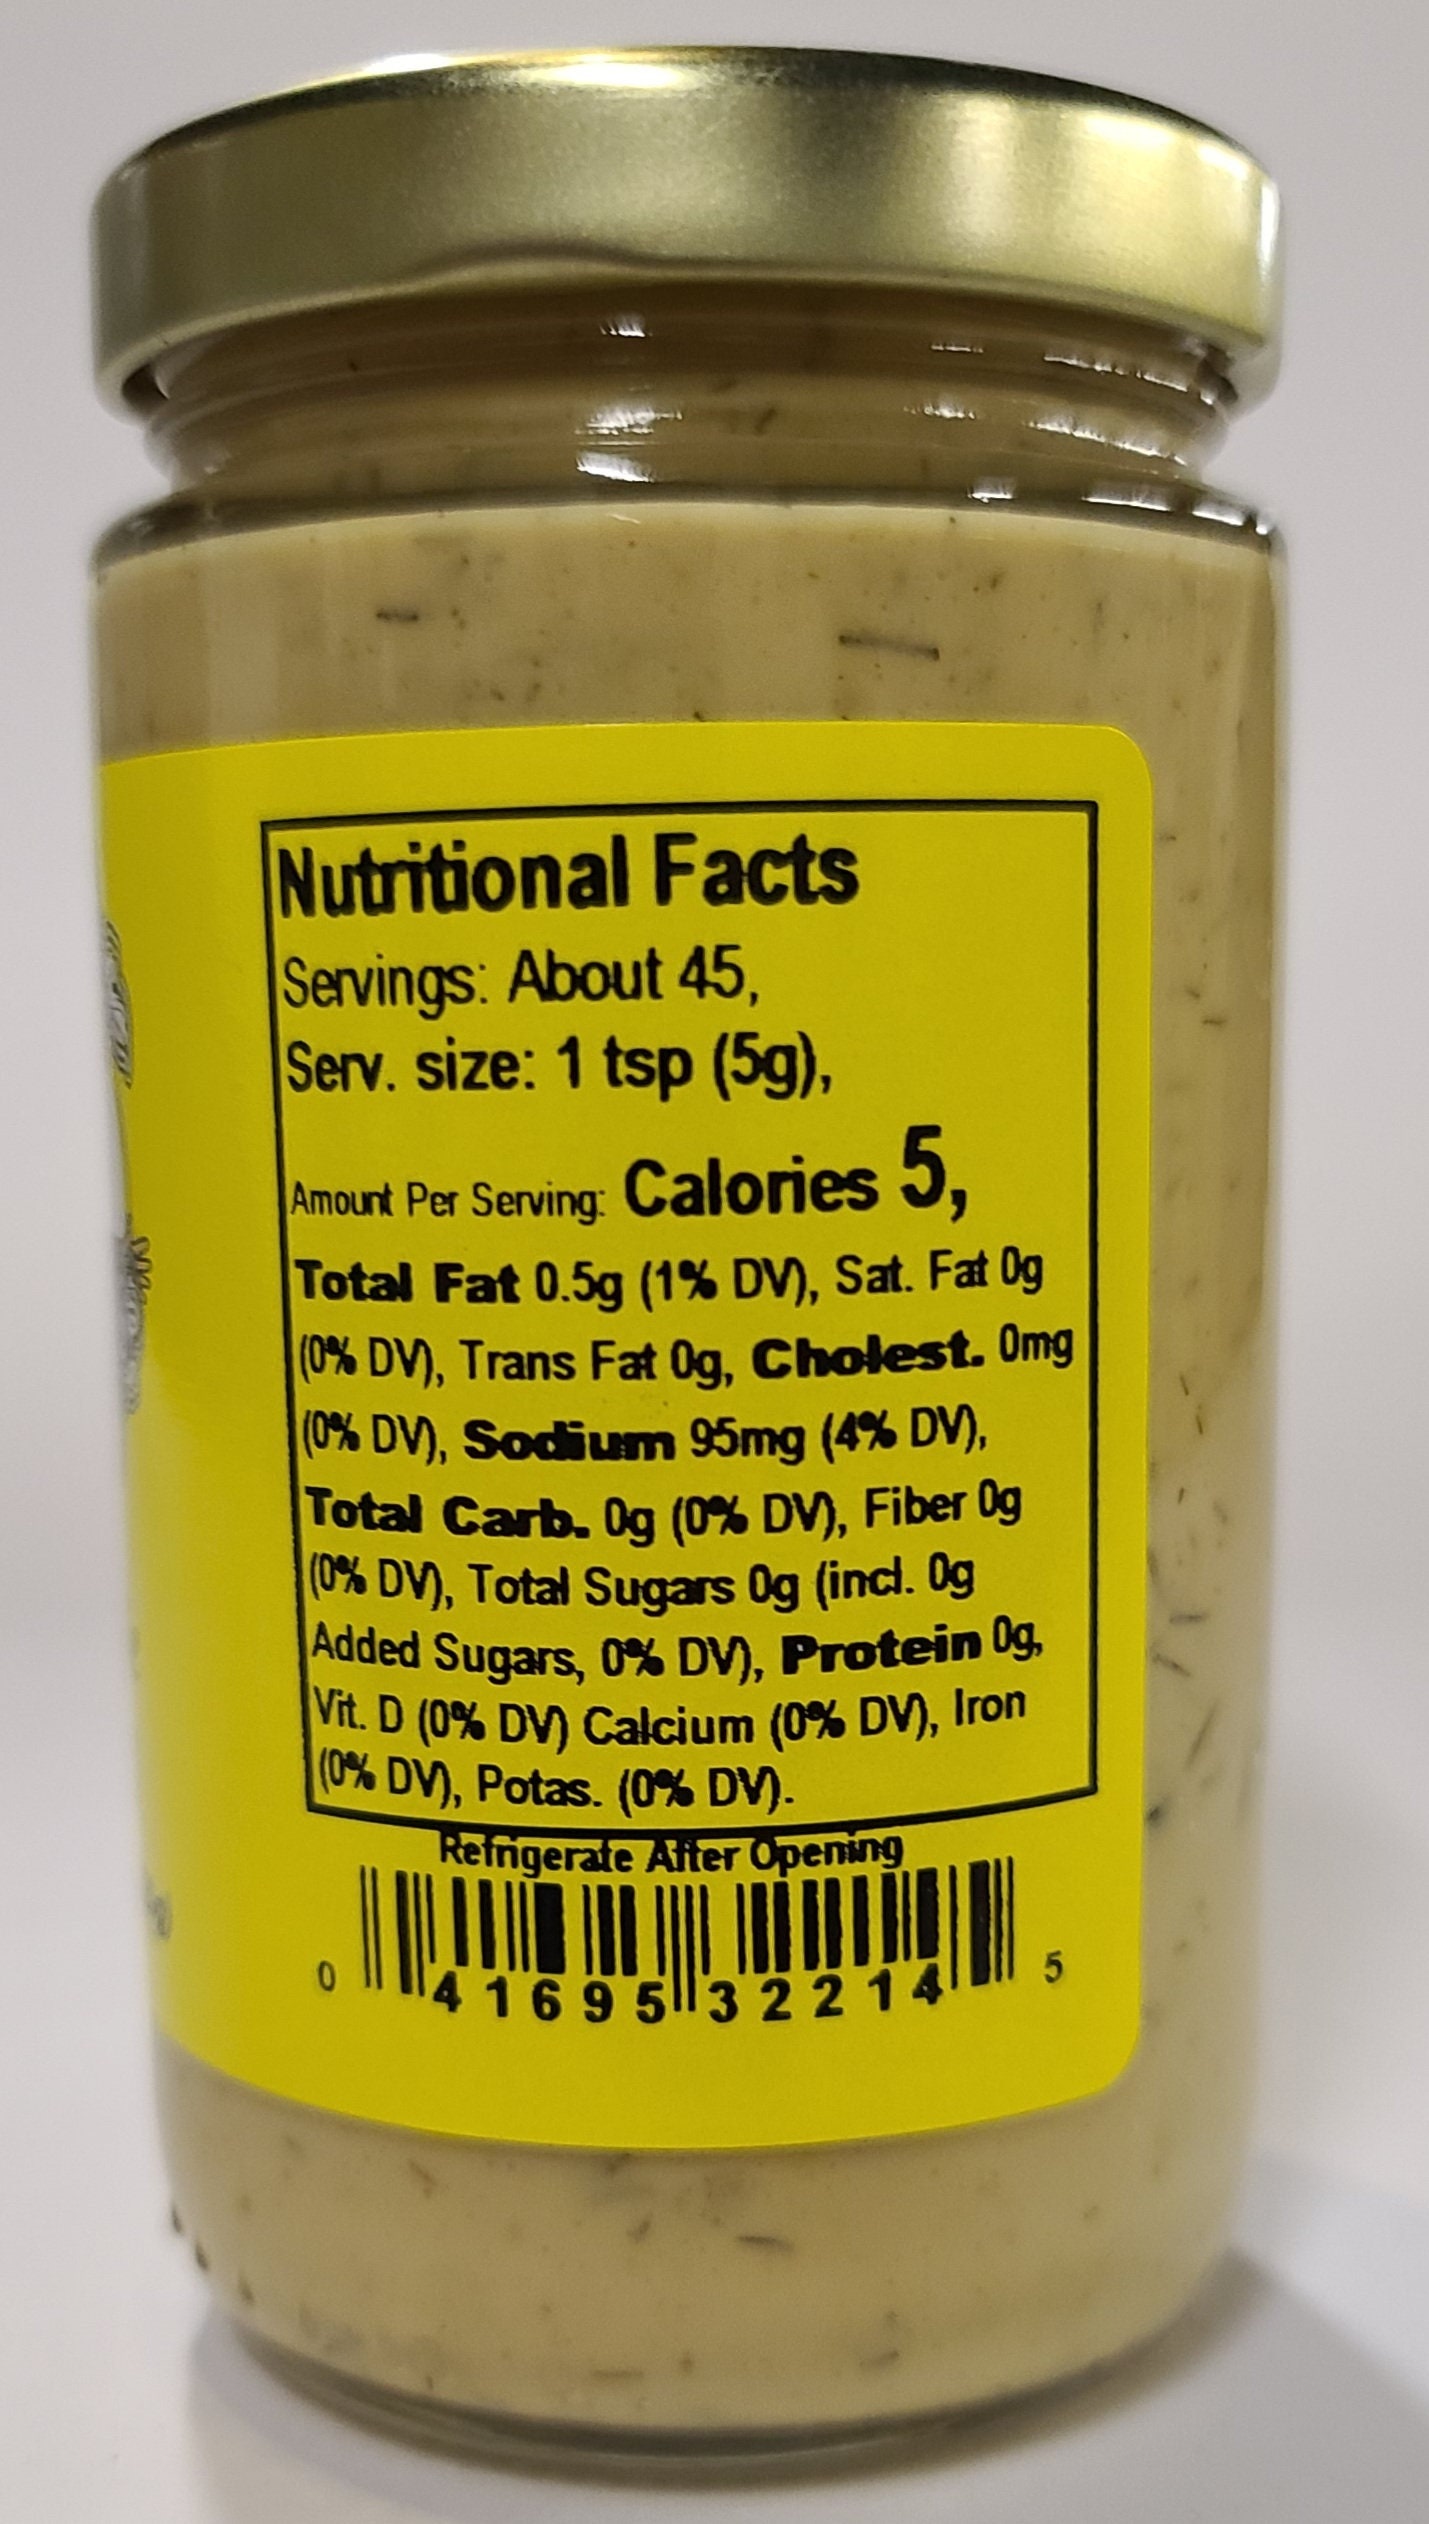 Nutritional Facts
Servings: About 45,
Serv. size: 1 tsp (5g),
Amount Per Serving: Calories 5,
Total Fat 0.5g (1% DV), Sat. Fat 0g
(0% DV), Trans Fat 0g, Cholest. 0mg
(0% DV), Sodium 95mg (4% DV),
Total Carb. 0g (0% DV), Fiber 0g
(0% DV), Total Sugars 0g (incl. 0g
Added Sugars, 0% DV), Protein 0g,
Vit. D (0% DV) Calcium (0% DV), Iron
(0% DV), Potas. (0% DV).
Refrigerate After Opening
0 41695 32214 5